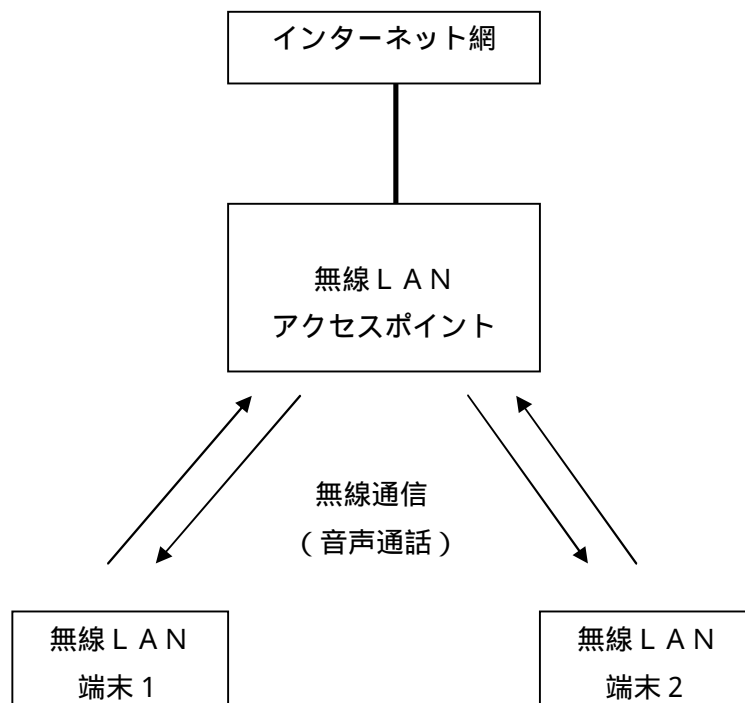 インターネット網
無線ＬＡＮ
アクセスポイント
無線通信
（音声通話）
無線ＬＡＮ
端末１
無線ＬＡＮ
端末２